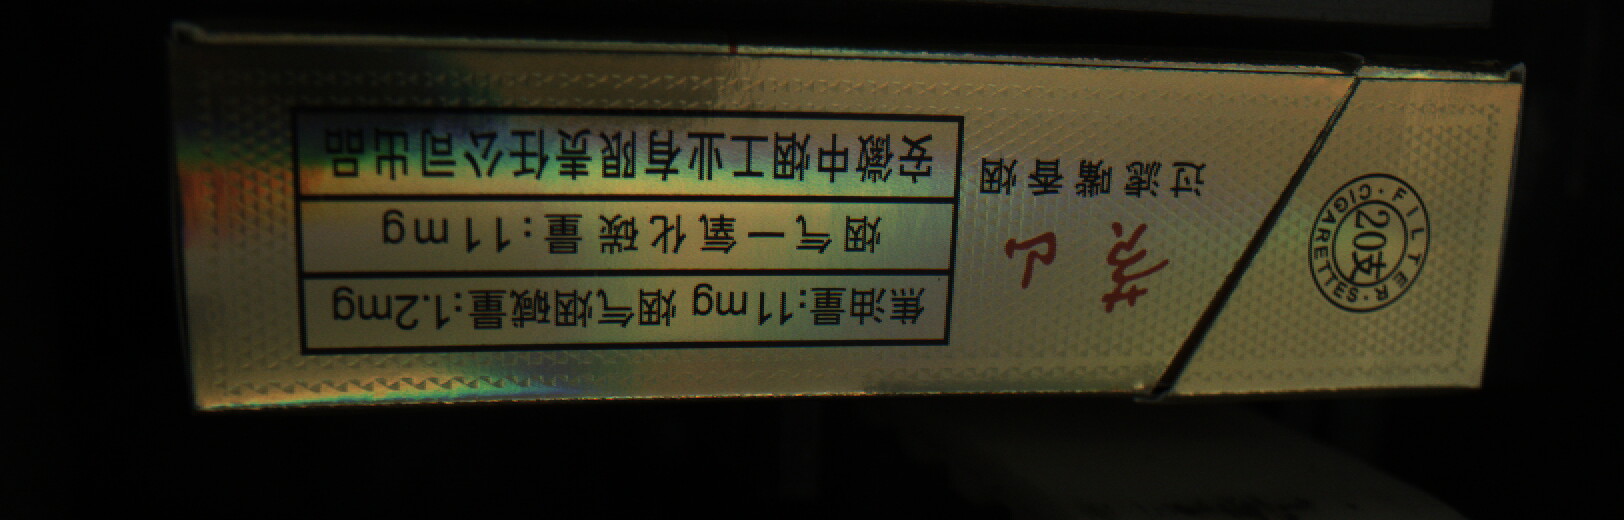 FILTER · CIGARETTES ·
20支
黄山
过滤嘴香烟
焦油量:11mg 烟气烟碱量:1.2mg
烟气一氧化碳量:11mg
安徽中烟工业有限责任公司出品